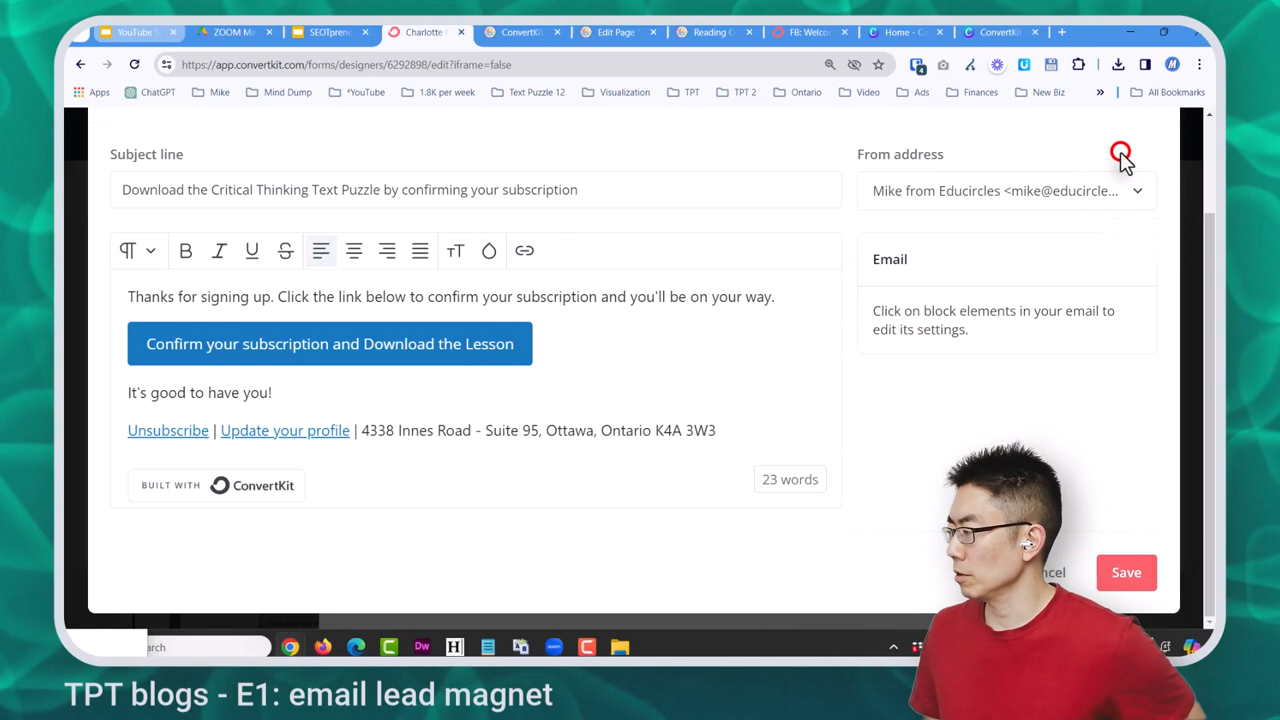 YouTube
ZOOM Me
SEOTpren
Charlotte
ConvertKi
Edit Page
Reading C
FB: Welco
Home - C
ConvertK
https://app.convertkit.com/forms/designers/6292898/edit?iframe=false
Apps
ChatGPT
Mike
Mind Dump
*YouTube
1.8K per week
Text Puzzle 12
Visualization
TPT
TPT 2
Ontario
Video
Ads
Finances
New Biz
»
All Bookmarks
Subject line
From address
Download the Critical Thinking Text Puzzle by confirming your subscription
Mike from Educircles <mike@educircle...
B I U S
Email
Thanks for signing up. Click the link below to confirm your subscription and you'll be on your way.
Click on block elements in your email to
edit its settings.
Confirm your subscription and Download the Lesson
It's good to have you!
Unsubscribe | Update your profile | 4338 Innes Road - Suite 95, Ottawa, Ontario K4A 3W3
BUILT WITH ConvertKit
23 words
ncel
Save
arch
TPT blogs - E1: email lead magnet